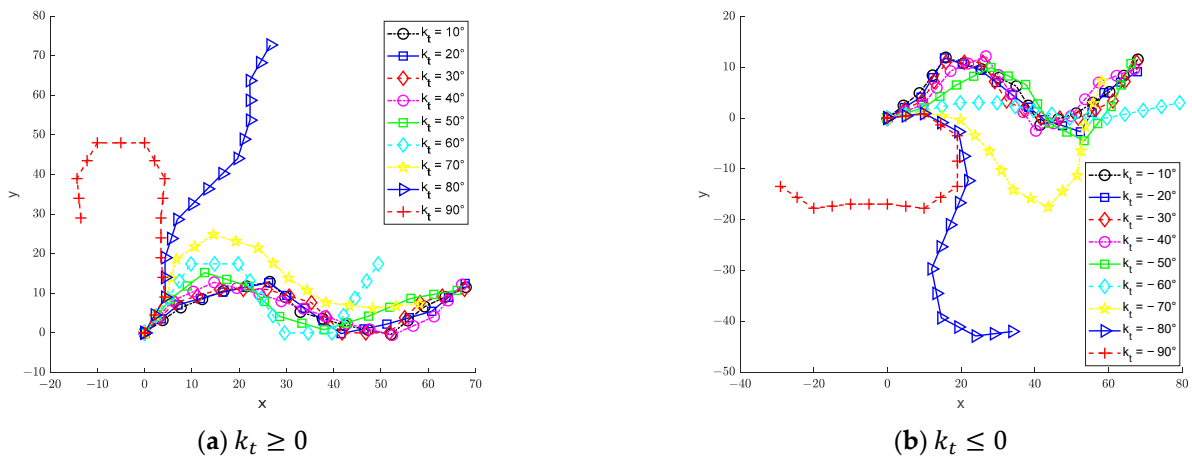 80
70
60
50
40
30
20
10
0
−10
y
−20 −10 0 10 20 30 40 50 60 70
x
k_t = 10°
k_t = 20°
k_t = 30°
k_t = 40°
k_t = 50°
k_t = 60°
k_t = 70°
k_t = 80°
k_t = 90°
(a) k_t ≥ 0
20
10
0
−10
−20
−30
−40
−50
y
−40 −20 0 20 40 60 80
x
k_t = − 10°
k_t = − 20°
k_t = − 30°
k_t = − 40°
k_t = − 50°
k_t = − 60°
k_t = − 70°
k_t = − 80°
k_t = − 90°
(b) k_t ≤ 0